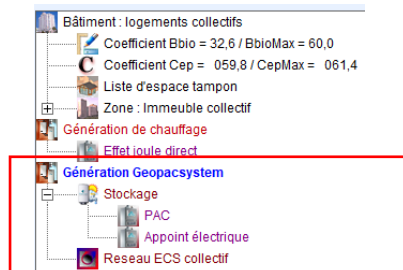 Bâtiment : logements collectifs
Coefficient Bbio = 32,6 / BbioMax = 60,0
C Coefficient Cep = 059,8 / CepMax = 061,4
Liste d'espace tampon
Zone : Immeuble collectif
Génération de chauffage
Effet joule direct
Génération Geopacsystem
Stockage
PAC
Appoint électrique
Reseau ECS collectif